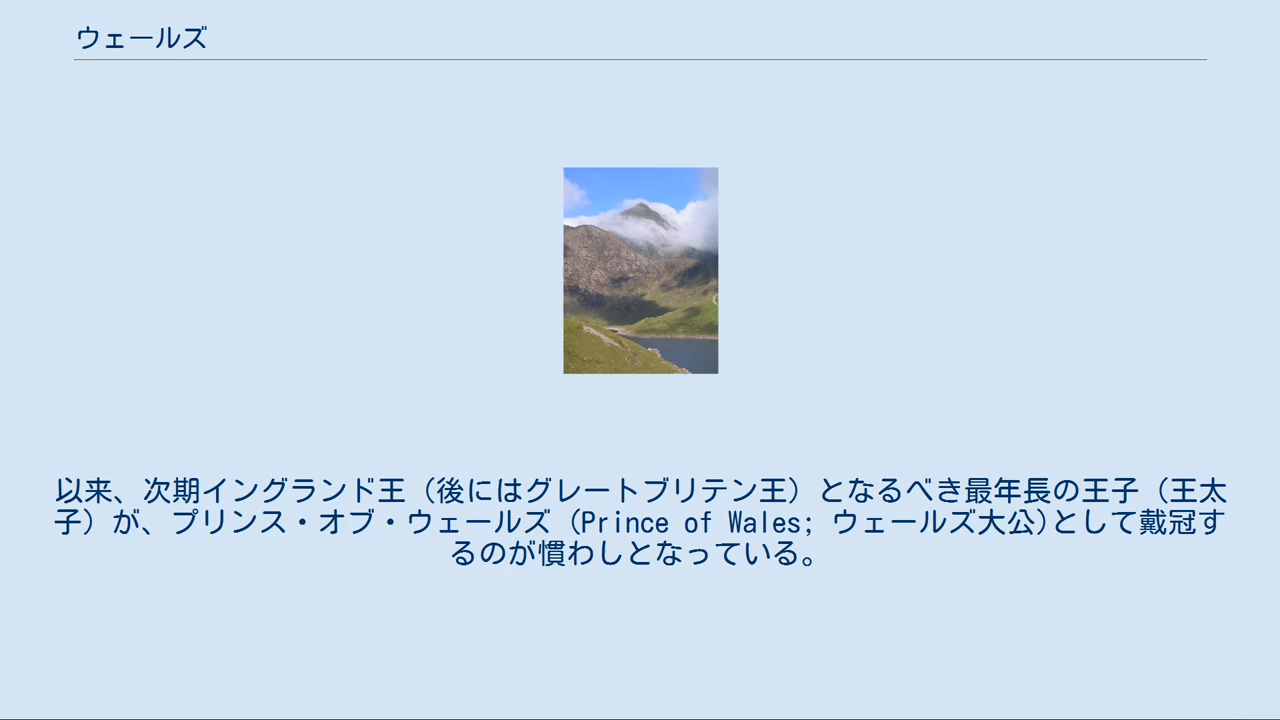 ウェールズ
以来、次期イングランド王（後にはグレートブリテン王）となるべき最年長の王子（王太
子）が、プリンス・オブ・ウェールズ (Prince of Wales; ウェールズ大公)として戴冠す
るのが慣わしとなっている。